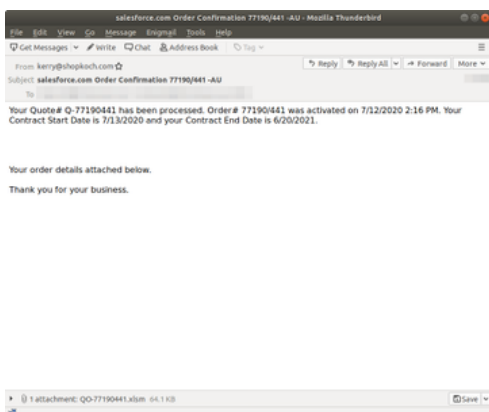 salesforce.com Order Confirmation 77190/441 -AU - Mozilla Thunderbird
File Edit View Go Message Enigmail Tools Help
Get Messages Write Chat Address Book Tag
From kerry@shopkoch.com Reply Reply All Forward More
Subject salesforce.com Order Confirmation 77190/441 -AU
To
Your Quote# Q-77190441 has been processed. Order# 77190/441 was activated on 7/12/2020 2:16 PM. Your
Contract Start Date is 7/13/2020 and your Contract End Date is 6/20/2021.
Your order details attached below.
Thank you for your business.
1 attachment: QO-77190441.xlsm 64.1 KB Save